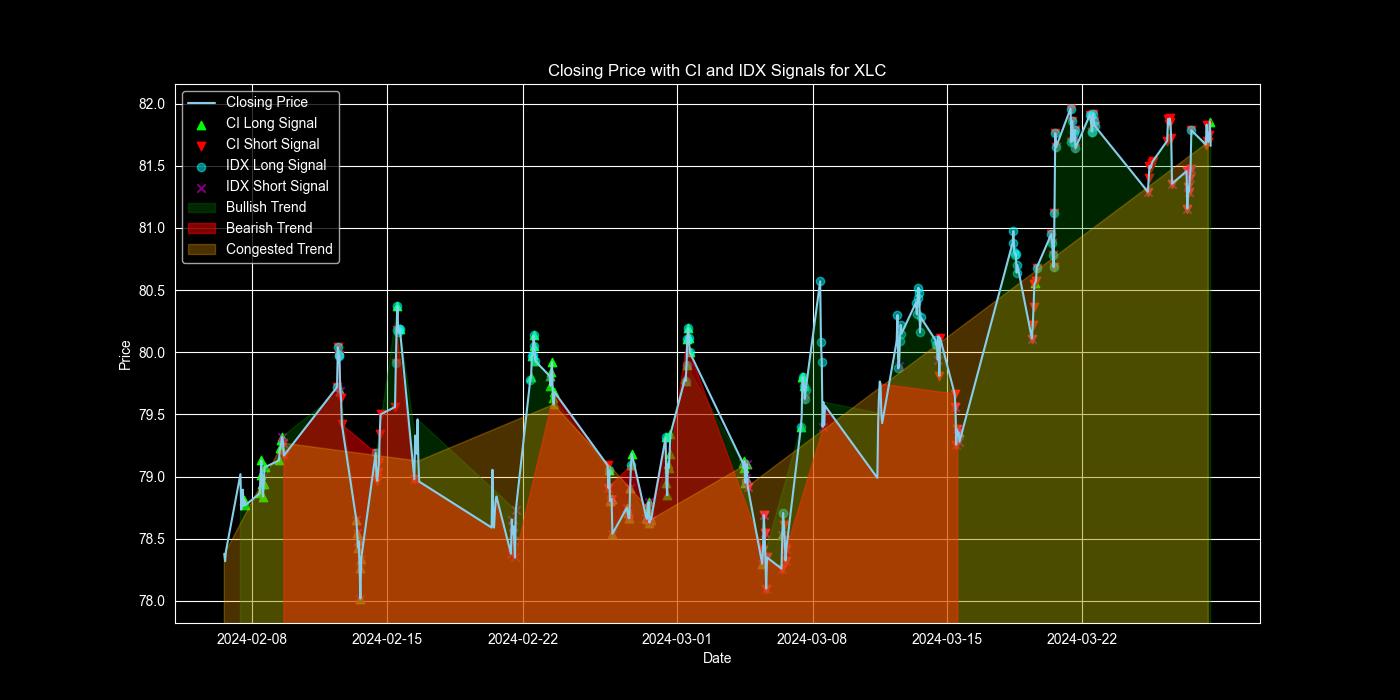 Closing Price with CI and IDX Signals for XLC
Closing Price
CI Long Signal
CI Short Signal
IDX Long Signal
IDX Short Signal
Bullish Trend
Bearish Trend
Congested Trend
Price
82.0
81.5
81.0
80.5
80.0
79.5
79.0
78.5
78.0
2024-02-08 2024-02-15 2024-02-22 2024-03-01 2024-03-08 2024-03-15 2024-03-22
Date